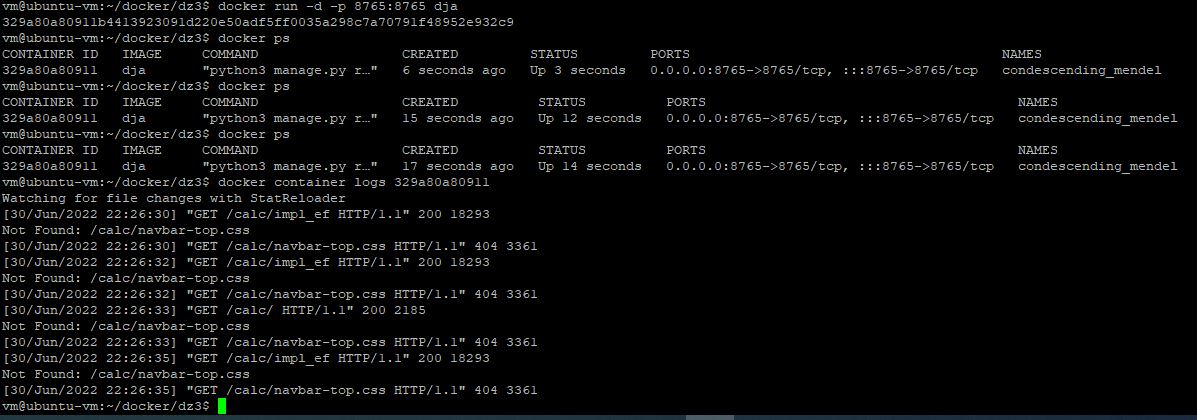 vm@ubuntu-vm:~/docker/dz3$ docker run -d -p 8765:8765 dja
329a80a80911b4413923091d220e50adf5ff0035a298c7a70791f48952e932c9
vm@ubuntu-vm:~/docker/dz3$ docker ps
CONTAINER ID   IMAGE     COMMAND                  CREATED         STATUS         PORTS                                       NAMES
329a80a80911   dja       "python3 manage.py r…"   6 seconds ago   Up 3 seconds   0.0.0.0:8765->8765/tcp, :::8765->8765/tcp   condescending_mendel
vm@ubuntu-vm:~/docker/dz3$ docker ps
CONTAINER ID   IMAGE     COMMAND                  CREATED          STATUS          PORTS                                       NAMES
329a80a80911   dja       "python3 manage.py r…"   15 seconds ago   Up 12 seconds   0.0.0.0:8765->8765/tcp, :::8765->8765/tcp   condescending_mendel
vm@ubuntu-vm:~/docker/dz3$ docker ps
CONTAINER ID   IMAGE     COMMAND                  CREATED          STATUS          PORTS                                       NAMES
329a80a80911   dja       "python3 manage.py r…"   17 seconds ago   Up 14 seconds   0.0.0.0:8765->8765/tcp, :::8765->8765/tcp   condescending_mendel
vm@ubuntu-vm:~/docker/dz3$ docker container logs 329a80a80911
Watching for file changes with StatReloader
[30/Jun/2022 22:26:30] "GET /calc/impl_ef HTTP/1.1" 200 18293
Not Found: /calc/navbar-top.css
[30/Jun/2022 22:26:30] "GET /calc/navbar-top.css HTTP/1.1" 404 3361
[30/Jun/2022 22:26:32] "GET /calc/impl_ef HTTP/1.1" 200 18293
Not Found: /calc/navbar-top.css
[30/Jun/2022 22:26:32] "GET /calc/navbar-top.css HTTP/1.1" 404 3361
[30/Jun/2022 22:26:33] "GET /calc/ HTTP/1.1" 200 2185
Not Found: /calc/navbar-top.css
[30/Jun/2022 22:26:33] "GET /calc/navbar-top.css HTTP/1.1" 404 3361
[30/Jun/2022 22:26:35] "GET /calc/impl_ef HTTP/1.1" 200 18293
Not Found: /calc/navbar-top.css
[30/Jun/2022 22:26:35] "GET /calc/navbar-top.css HTTP/1.1" 404 3361
vm@ubuntu-vm:~/docker/dz3$